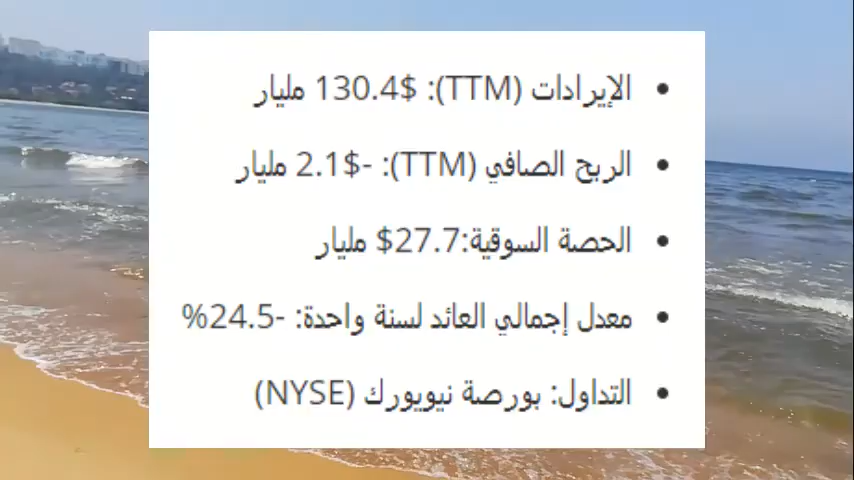 • الإيرادات (TTM): $130.4 مليار
• الربح الصافي (TTM): -$2.1 مليار
• الحصة السوقية:27.7$ مليار
• معدل إجمالي العائد لسنة واحدة: -24.5%
• التداول: بورصة نيويورك (NYSE)